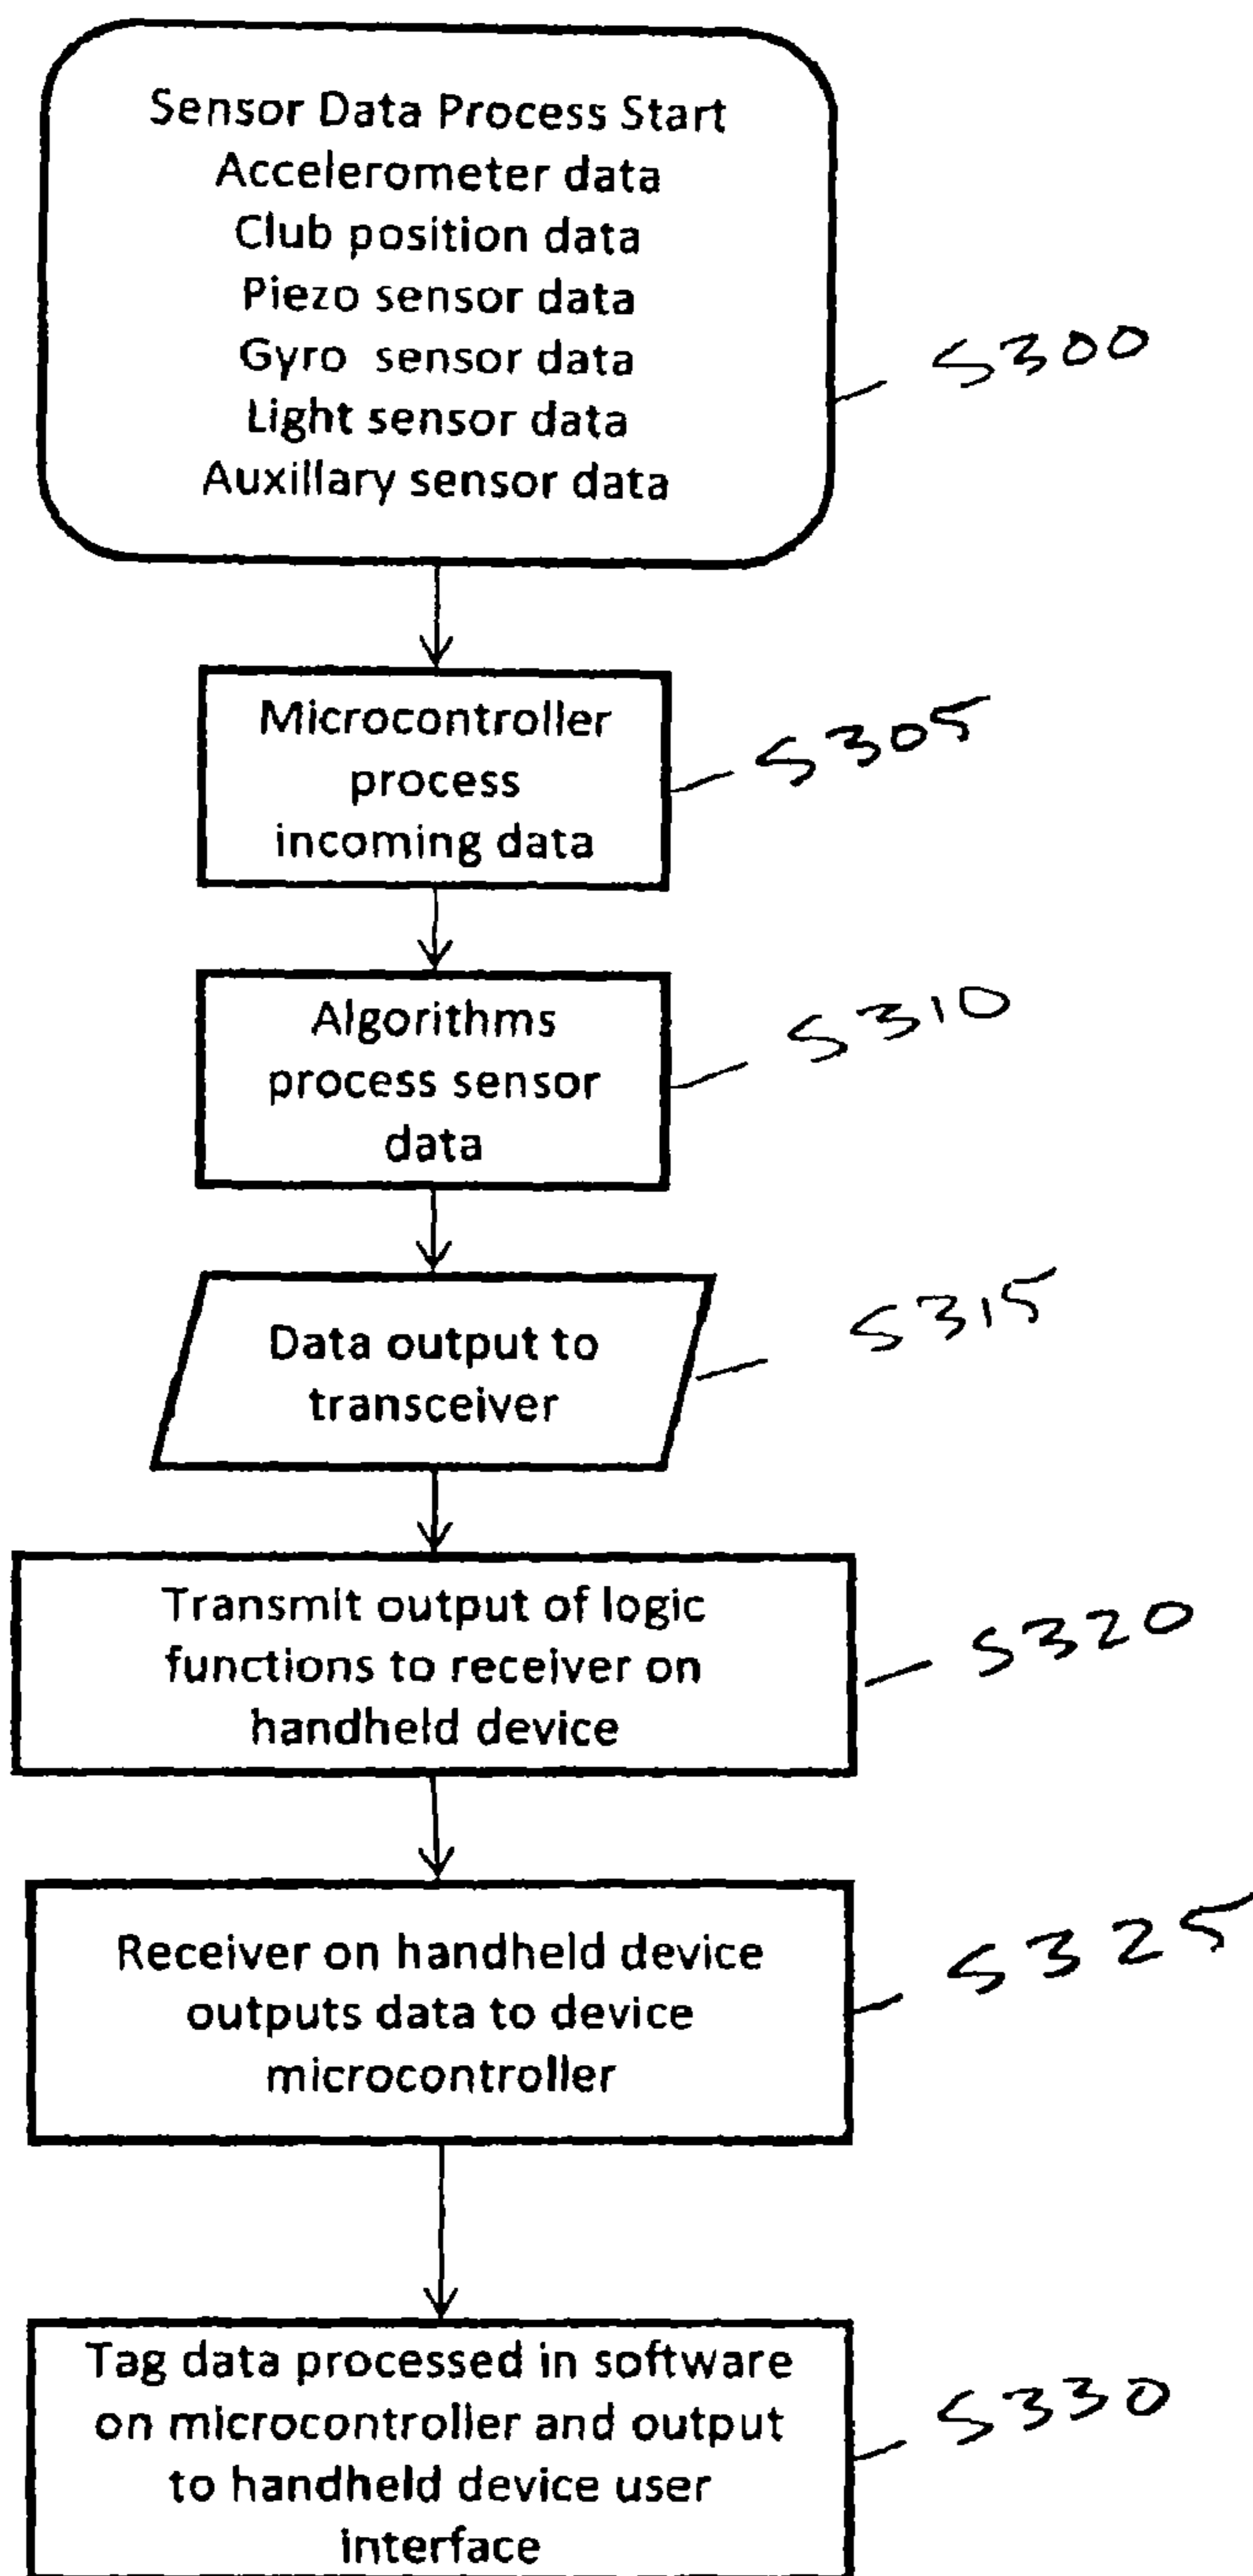 Sensor Data Process Start
Accelerometer data
Club position data
Piezo sensor data
Gyro sensor data
Light sensor data
Auxillary sensor data
S300
Microcontroller
process
incoming data
S305
Algorithms
process sensor
data
S310
Data output to
transceiver
S315
Transmit output of logic
functions to receiver on
handheld device
S320
Receiver on handheld device
outputs data to device
microcontroller
S325
Tag data processed in software
on microcontroller and output
to handheld device user
interface
S330